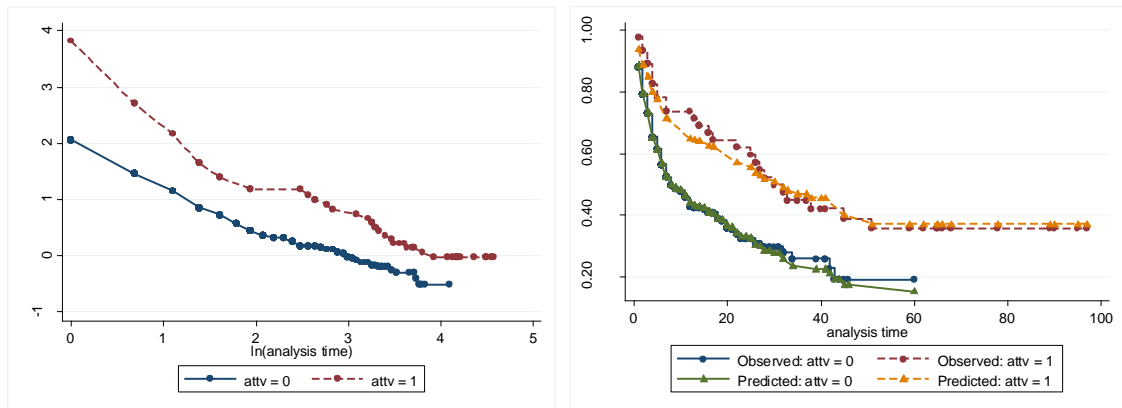 4
3
2
1
0
-1
0 1 2 3 4 5
ln(analysis time)
attv = 0 attv = 1
1.00
0.80
0.60
0.40
0.20
0 20 40 60 80 100
analysis time
Observed: attv = 0 Observed: attv = 1
Predicted: attv = 0 Predicted: attv = 1